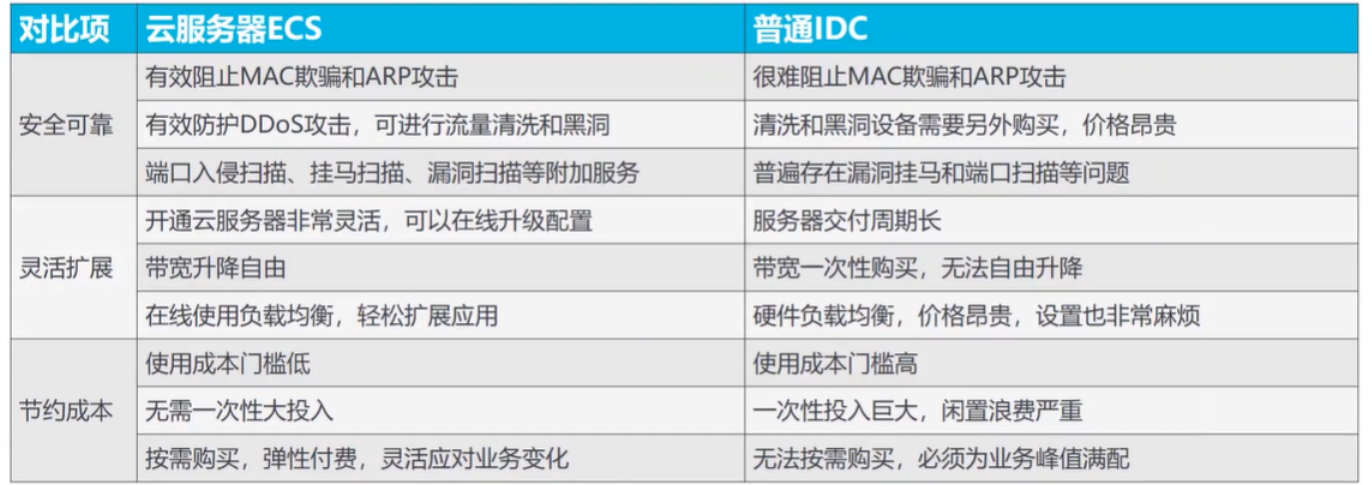 对比项 云服务器ECS 普通IDC
安全可靠
有效阻止MAC欺骗和ARP攻击 很难阻止MAC欺骗和ARP攻击
有效防护DDoS攻击，可进行流量清洗和黑洞 清洗和黑洞设备需要另外购买，价格昂贵
端口入侵扫描、挂马扫描、漏洞扫描等附加服务 普遍存在漏洞挂马和端口扫描等问题
灵活扩展
开通云服务器非常灵活，可以在线升级配置 服务器交付周期长
带宽升降自由 带宽一次性购买，无法自由升降
在线使用负载均衡，轻松扩展应用 硬件负载均衡，价格昂贵，设置也非常麻烦
节约成本
使用成本门槛低 使用成本门槛高
无需一次性大投入 一次性投入巨大，闲置浪费严重
按需购买，弹性付费，灵活应对业务变化 无法按需购买，必须为业务峰值满配